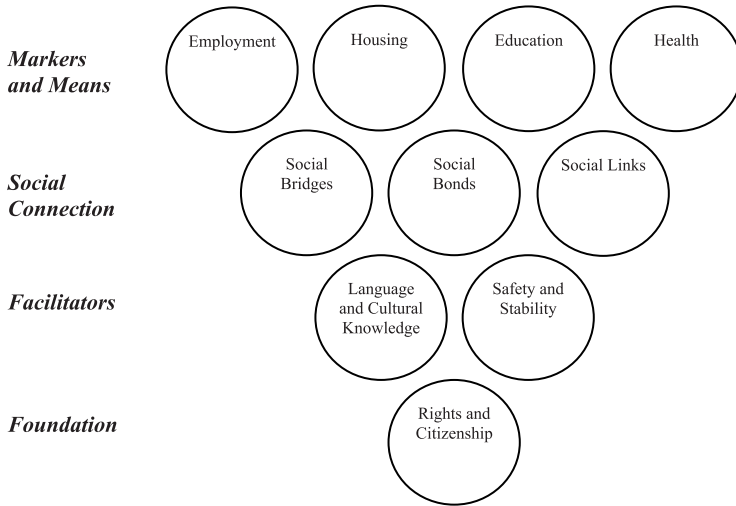 Markers
and Means
Employment
Housing
Education
Health
Social
Connection
Social
Bridges
Social
Bonds
Social Links
Facilitators
Language
and Cultural
Knowledge
Safety and
Stability
Foundation
Rights and
Citizenship